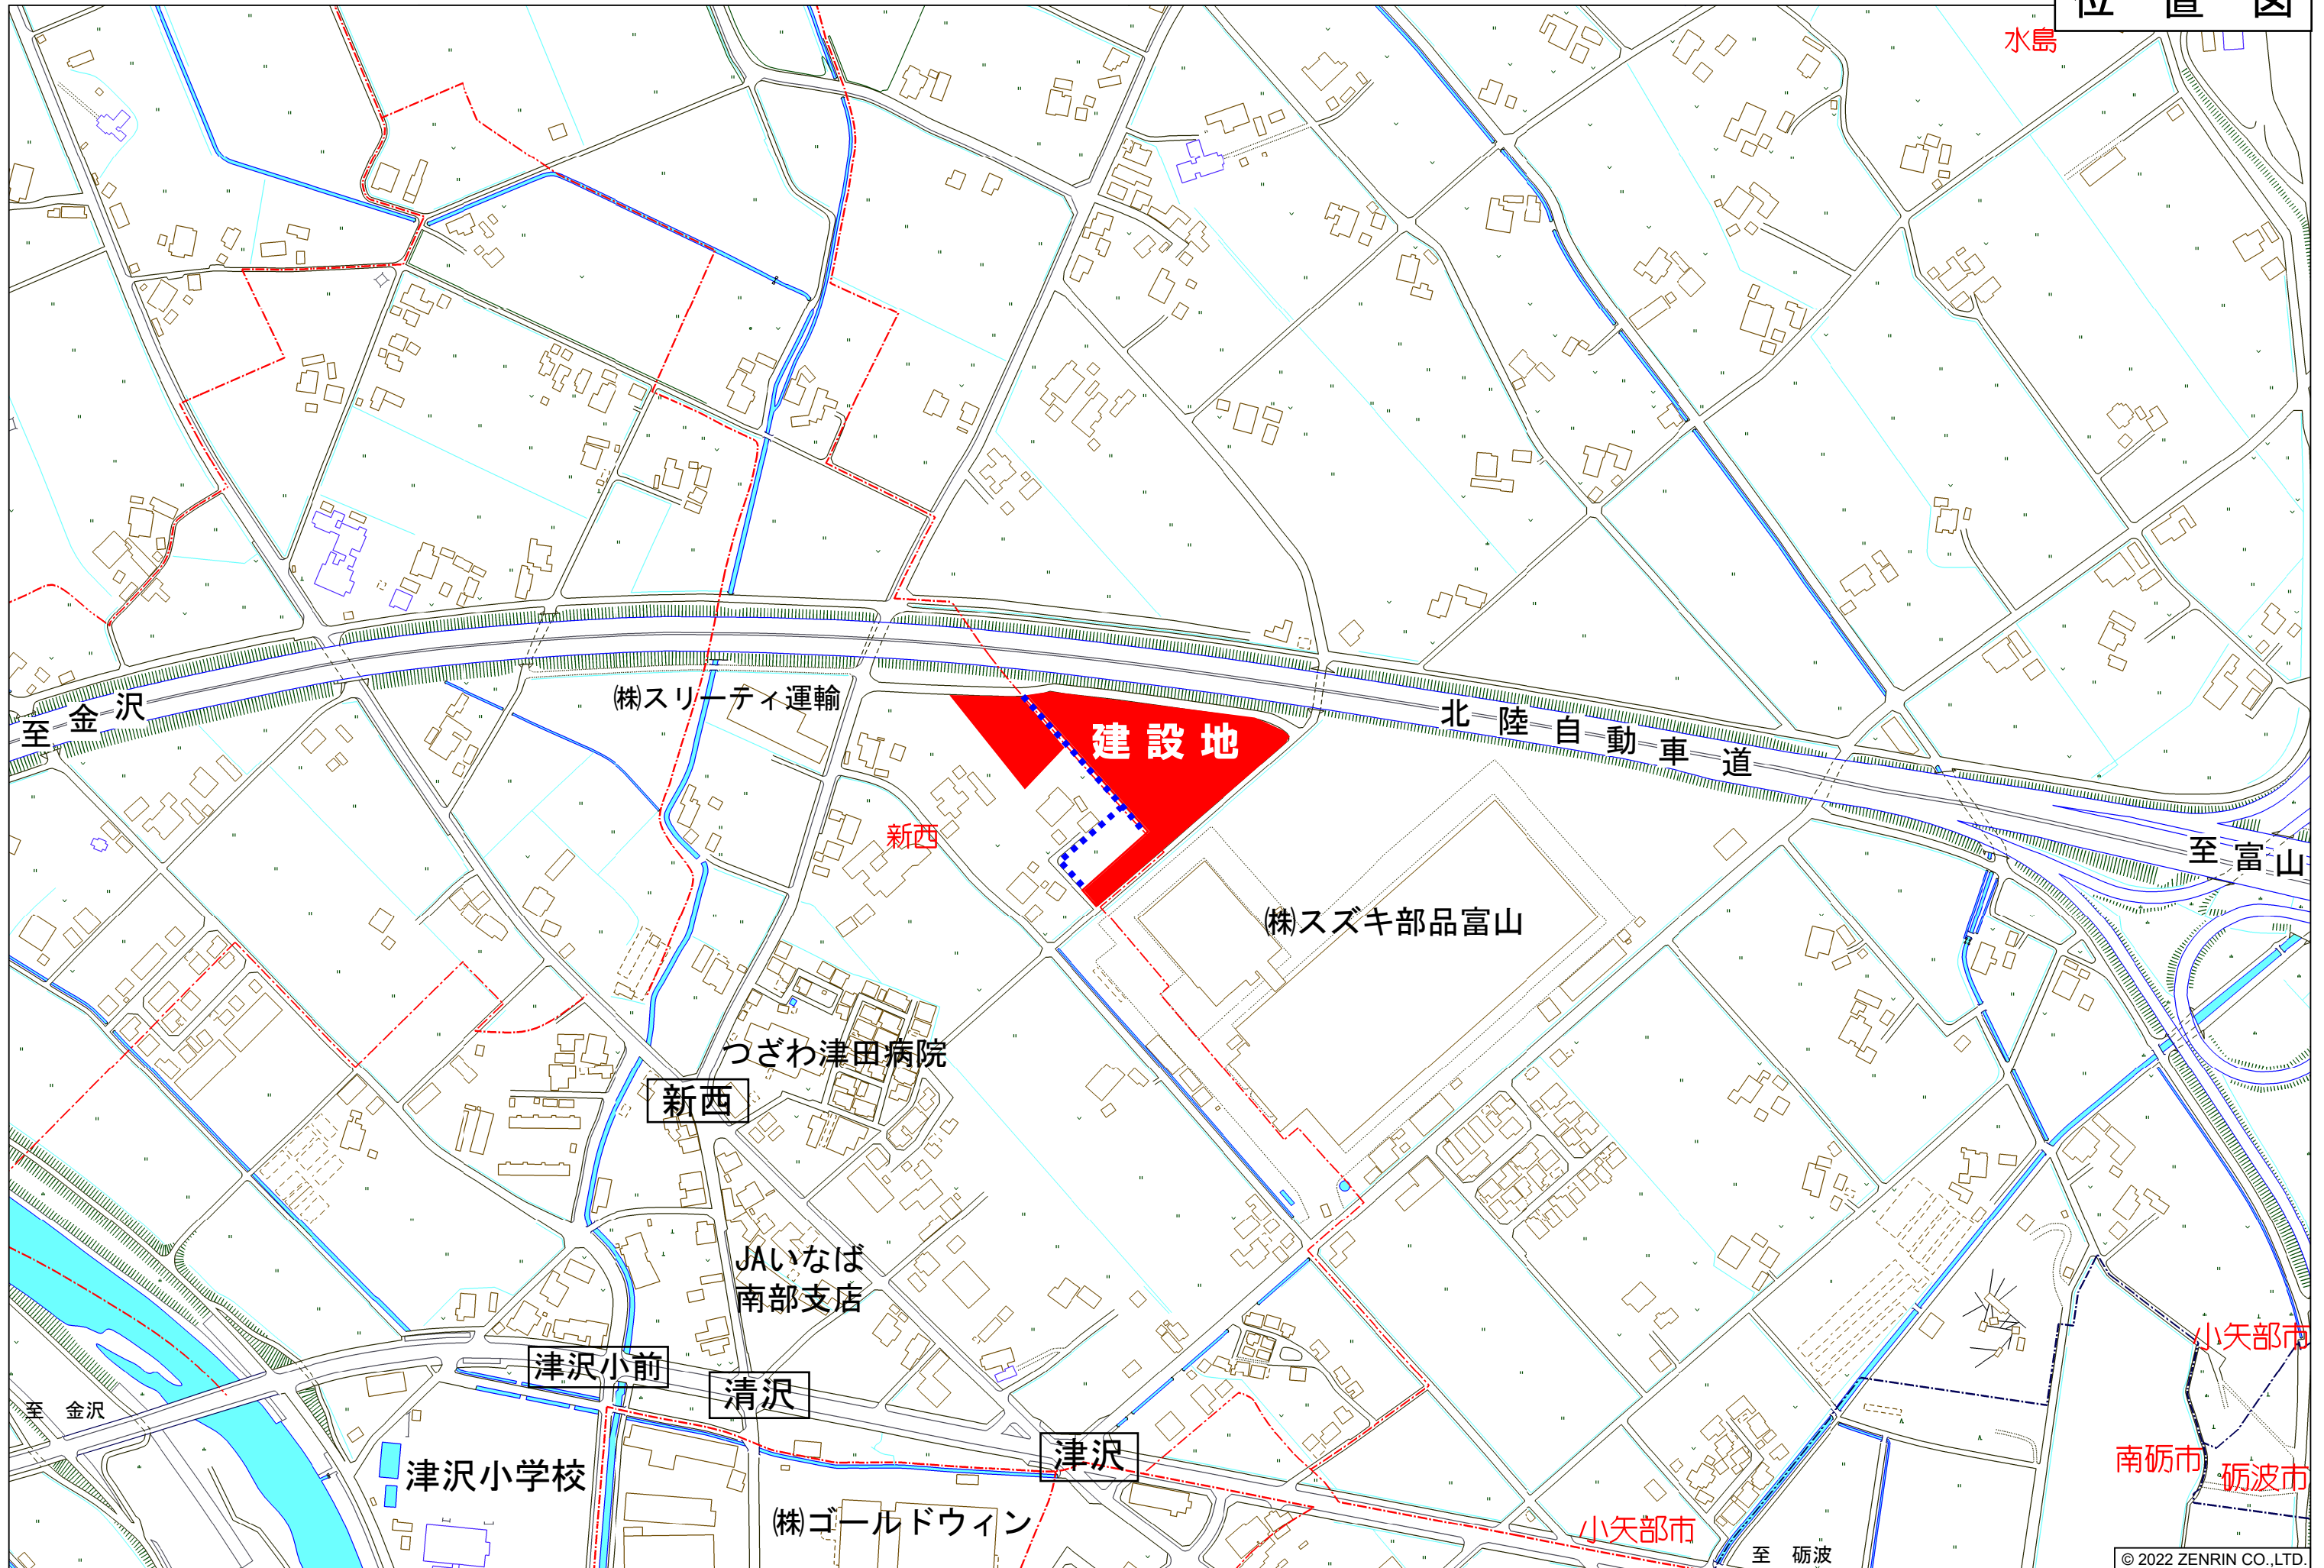 位置図
水島
(株)スリーティ運輸
至金沢
建設地
北陸自動車道
至富山
新西
(株)スズキ部品富山
つざわ津田病院
新西
JAいなば
南部支店
小矢部市
津沢小前
清沢
至 金沢
津沢
津沢小学校
南砺市
砺波市
(株)ゴールドウィン
小矢部市
至 砺波
© 2022 ZENRIN CO.,LTD